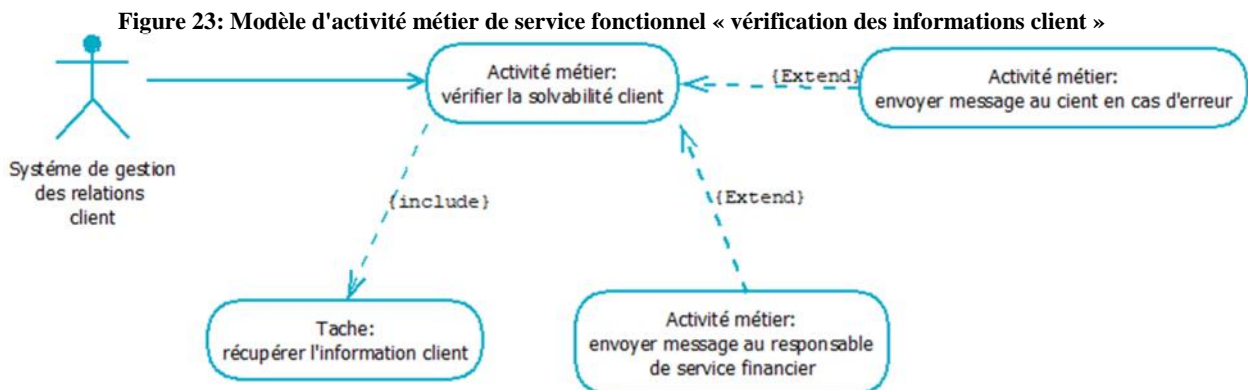 Figure 23: Modèle d'activité métier de service fonctionnel « vérification des informations client »
Systéme de gestion
des relations
client
Activité métier:
vérifier la solvabilité client
{Extend}
Activité métier:
envoyer message au cient en cas d'erreur
{include}
{Extend}
Tache:
récupérer l'information client
Activité métier:
envoyer message au responsable
de service financier